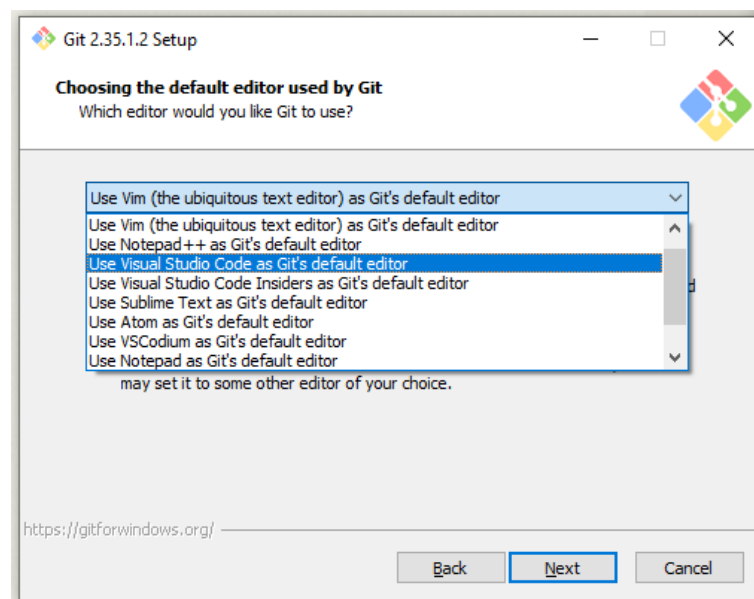 Git 2.35.1.2 Setup
Choosing the default editor used by Git
Which editor would you like Git to use?
Use Vim (the ubiquitous text editor) as Git's default editor
Use Vim (the ubiquitous text editor) as Git's default editor
Use Notepad++ as Git's default editor
Use Visual Studio Code as Git's default editor
Use Visual Studio Code Insiders as Git's default editor
Use Sublime Text as Git's default editor
Use Atom as Git's default editor
Use VSCodium as Git's default editor
Use Notepad as Git's default editor
may set it to some other editor of your choice.
https://gitforwindows.org/
Back Next Cancel